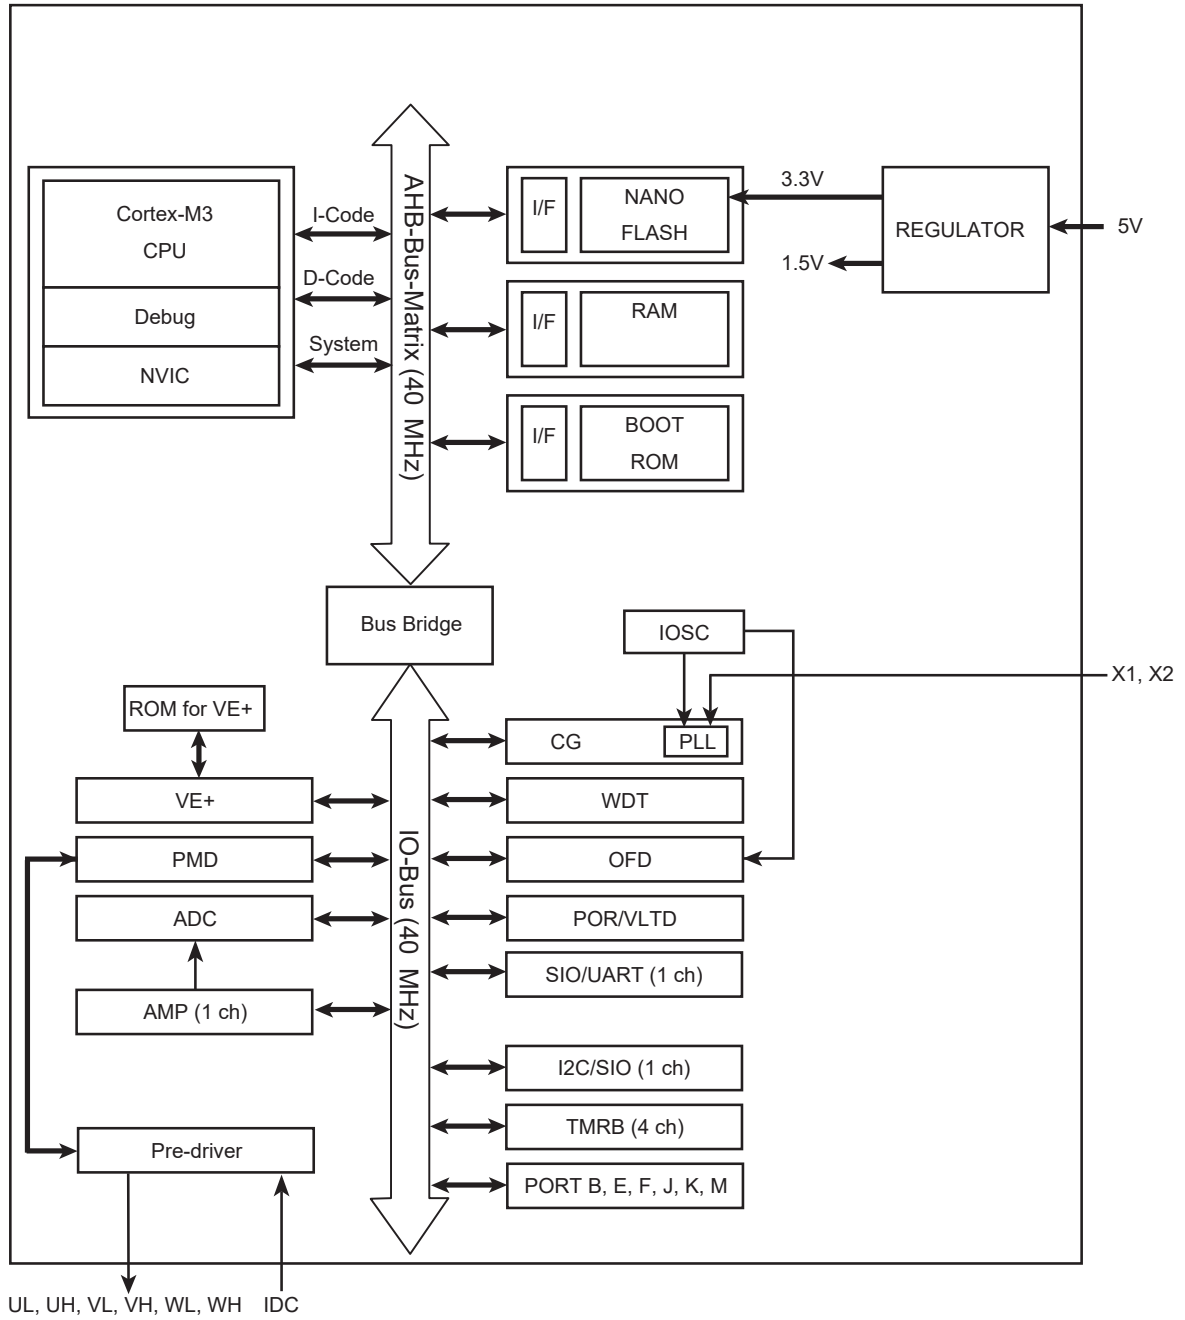 Cortex-M3
CPU
Debug
NVIC
I-Code
D-Code
System
AHB-Bus-Matrix (40 MHz)
I/F
NANO
FLASH
I/F
RAM
I/F
BOOT
ROM
3.3V
1.5V
REGULATOR
5V
Bus Bridge
IOSC
X1, X2
ROM for VE+
VE+
PMD
ADC
AMP (1 ch)
Pre-driver
IO-Bus (40 MHz)
CG
PLL
WDT
OFD
POR/VLTD
SIO/UART (1 ch)
I2C/SIO (1 ch)
TMRB (4 ch)
PORT B, E, F, J, K, M
UL, UH, VL, VH, WL, WH
IDC